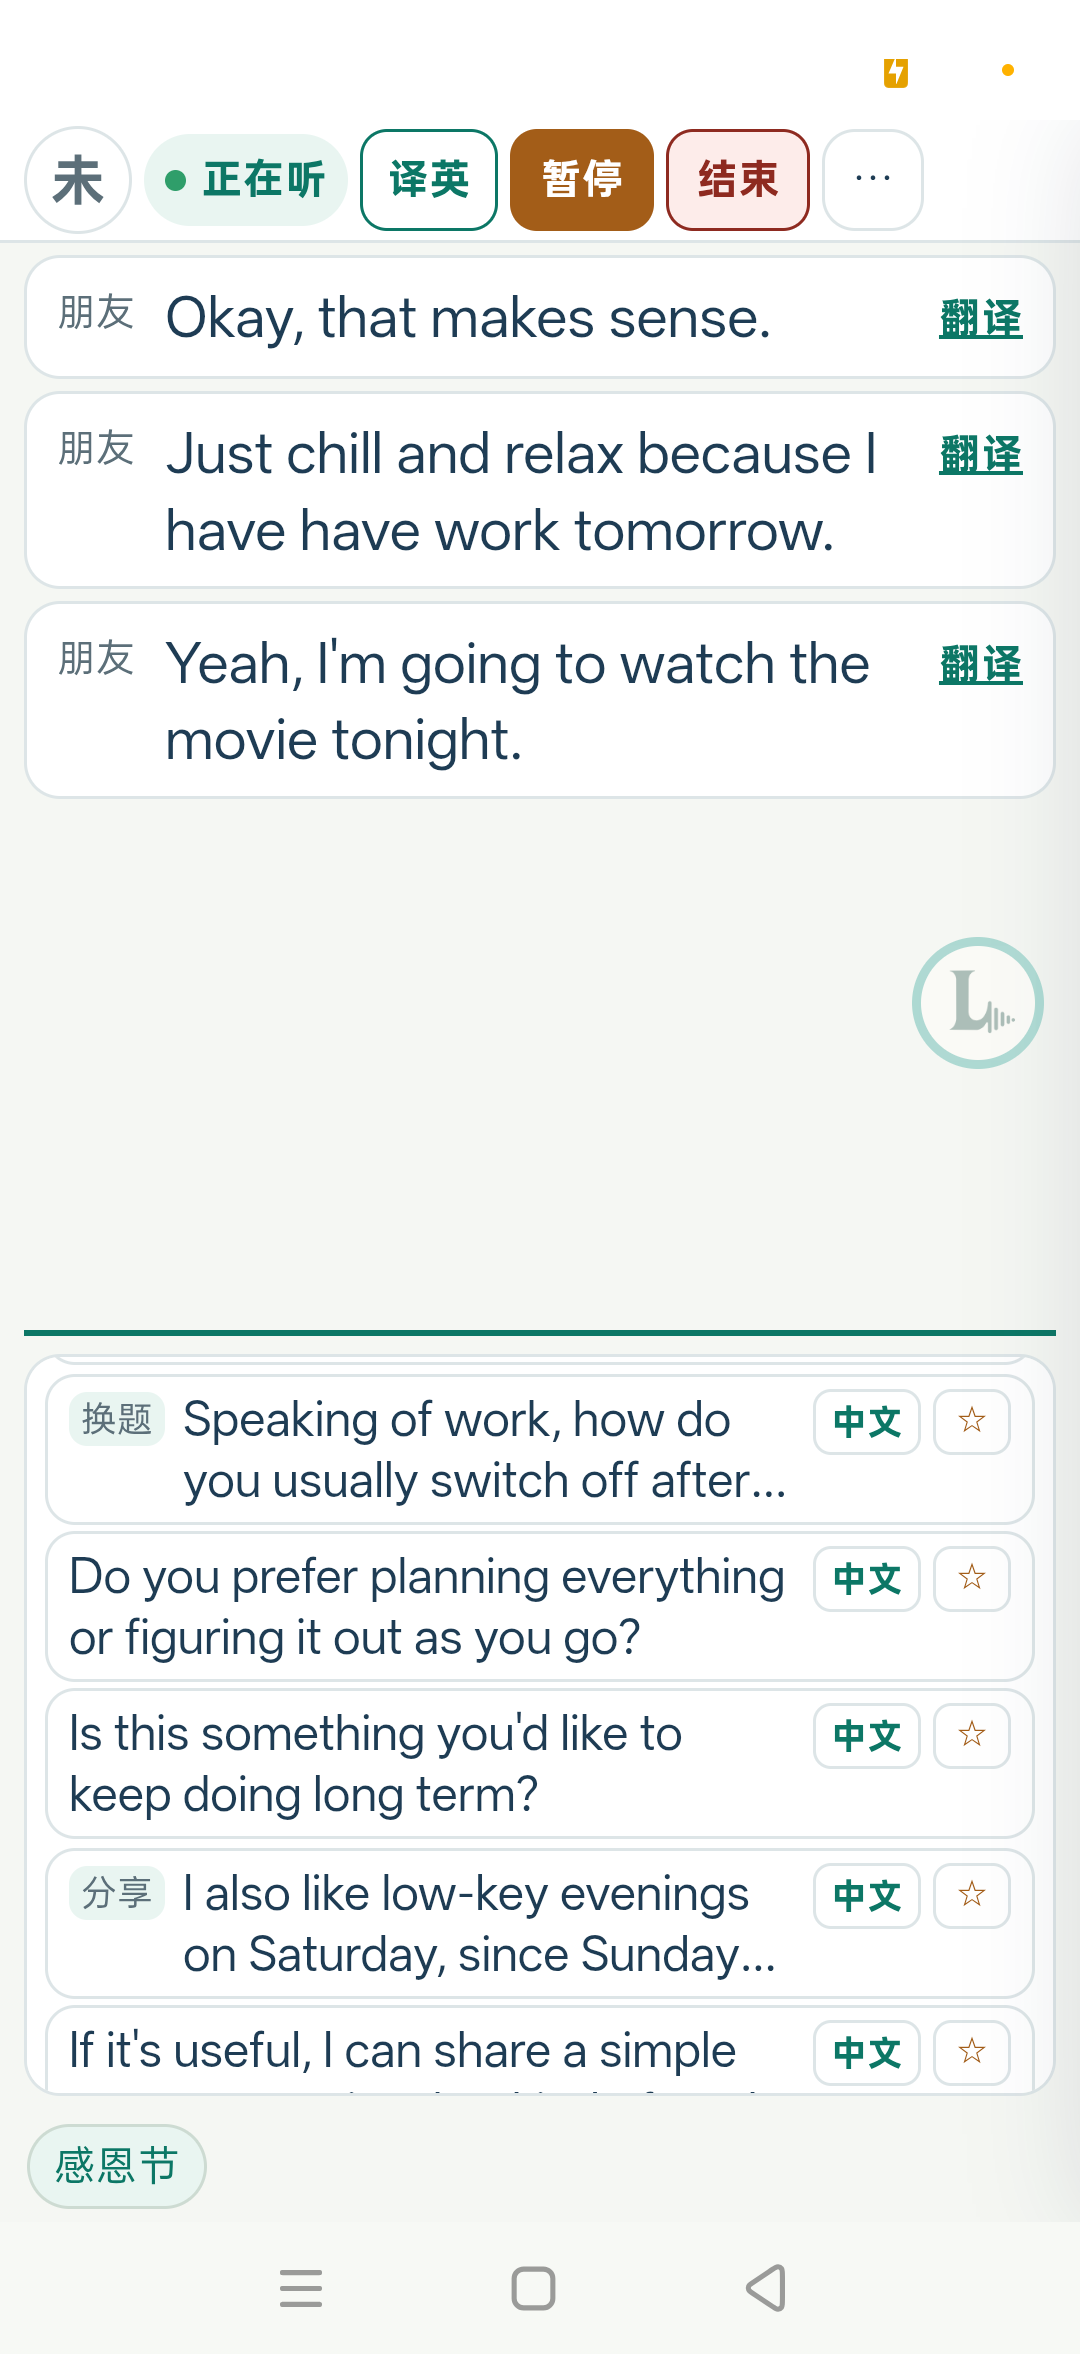 未
正在听
译英
暂停
结束
...
朋友
Okay, that makes sense.
翻译
朋友
Just chill and relax because I
have have work tomorrow.
翻译
朋友
Yeah, I'm going to watch the
movie tonight.
翻译
L
换题
Speaking of work, how do
you usually switch off after...
中文
☆
Do you prefer planning everything
or figuring it out as you go?
中文
☆
Is this something you'd like to
keep doing long term?
中文
☆
分享
I also like low-key evenings
on Saturday, since Sunday...
中文
☆
If it's useful, I can share a simple
中文
☆
感恩节